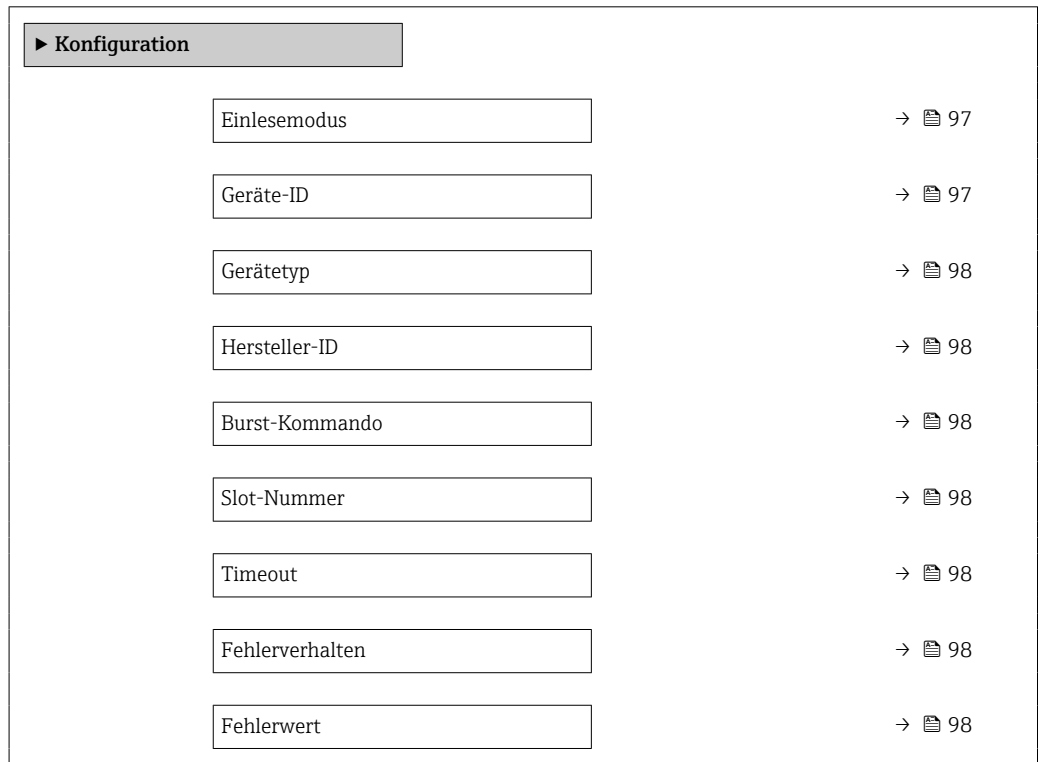 ▶ Konfiguration
Einlesemodus → 97
Geräte-ID → 97
Gerätetyp → 98
Hersteller-ID → 98
Burst-Kommando → 98
Slot-Nummer → 98
Timeout → 98
Fehlerverhalten → 98
Fehlerwert → 98